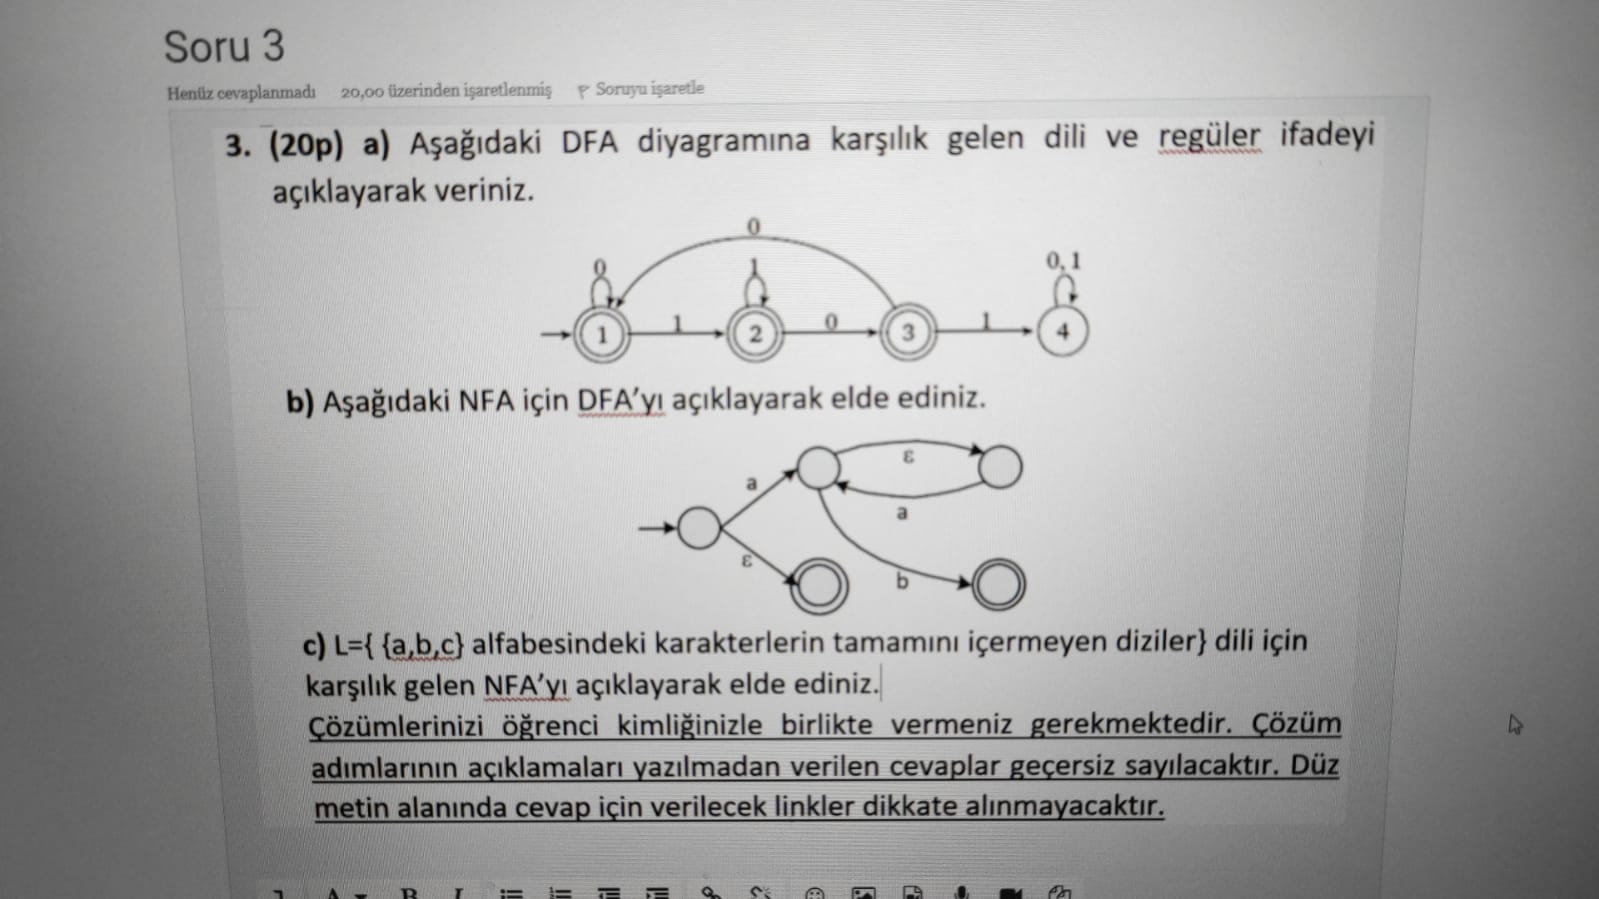 Soru 3
Henüz cevaplanmadı 20,00 üzerinden işaretlenmiş Soruyu işaretle
3. (20p) a) Aşağıdaki DFA diyagramına karşılık gelen dili ve regüler ifadeyi
açıklayarak veriniz.
0
0 1 0, 1
1 1 2 0 3 1 4
b) Aşağıdaki NFA için DFA'yı açıklayarak elde ediniz.
ε
a
a
ε
b
c) L={ {a,b,c} alfabesindeki karakterlerin tamamını içermeyen diziler} dili için
karşılık gelen NFA'yı açıklayarak elde ediniz.
Çözümlerinizi öğrenci kimliğinizle birlikte vermeniz gerekmektedir. Çözüm
adımlarının açıklamaları yazılmadan verilen cevaplar geçersiz sayılacaktır. Düz
metin alanında cevap için verilecek linkler dikkate alınmayacaktır.